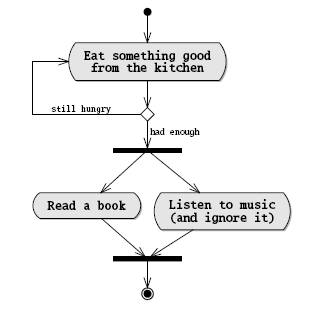 Eat something good
from the kitchen
still hungry
had enough
Read a book
Listen to music
(and ignore it)